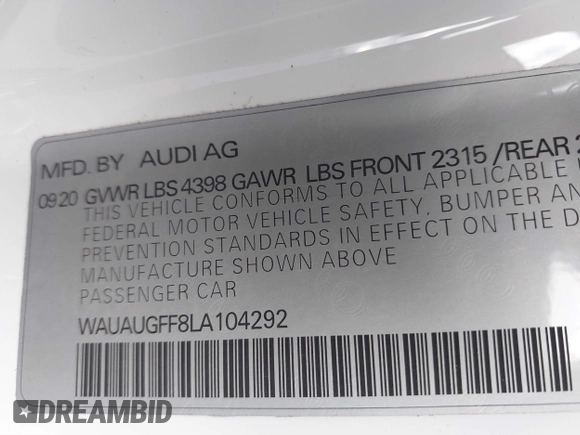 MFD. BY AUDI AG
09 20 GVWR LBS 4398 GAWR LBS FRONT 2315 /REAR
THIS VEHICLE CONFORMS TO ALL APPLICABLE
FEDERAL MOTOR VEHICLE SAFETY, BUMPER AN
PREVENTION STANDARDS IN EFFECT ON THE D
MANUFACTURE SHOWN ABOVE
PASSENGER CAR
WAUAUGFF8LA104292
DREAMBID